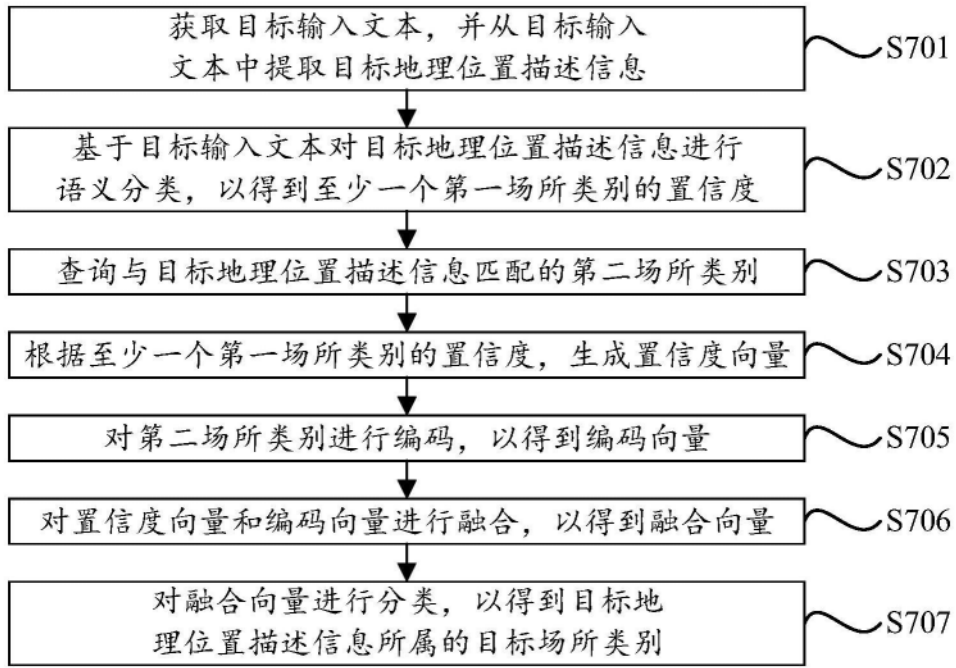 获取目标输入文本，并从目标输入
文本中提取目标地理位置描述信息
S701
基于目标输入文本对目标地理位置描述信息进行
语义分类，以得到至少一个第一场所类别的置信度
S702
查询与目标地理位置描述信息匹配的第二场所类别
S703
根据至少一个第一场所类别的置信度，生成置信度向量
S704
对第二场所类别进行编码，以得到编码向量
S705
对置信度向量和编码向量进行融合，以得到融合向量
S706
对融合向量进行分类，以得到目标地
理位置描述信息所属的目标场所类别
S707